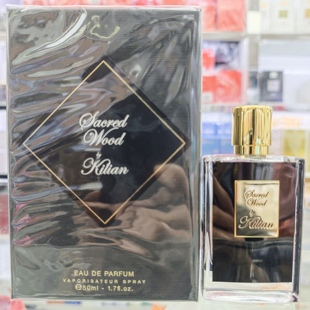 Sacred
Wood
By
Kilian
EAU DE PARFUM
VAPORISATEUR SPRAY
℮50ml - 1.7fl.oz.
Sacred
Wood
By
Kilian